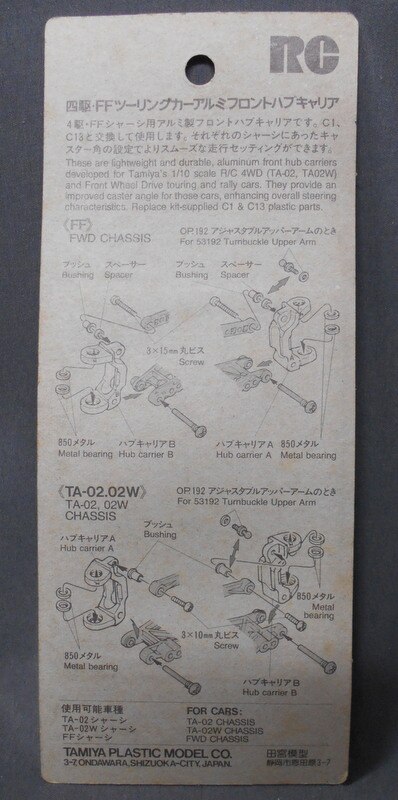 RC
四駆・FFツーリングカーアルミフロントハブキャリア
4駆・FFシャーシ用アルミ製フロントハブキャリアです。C1、
C13と交換して使用します。それぞれのシャーシにあったキャ
スター角の設定でよりスムーズな走行セッティングができます。
These are lightweight and durable, aluminum front hub carriers
developed for Tamiya's 1/10 scale R/C 4WD (TA-02, TA02W)
and Front Wheel Drive touring and rally cars. They provide an
improved caster angle for those cars, enhancing overall steering
characteristics. Replace kit-supplied C1 & C13 plastic parts.
《FF》
FWD CHASSIS
OP.192 アジャスタブルアッパーアームのとき
For 53192 Turnbuckle Upper Arm
ブッシュ スペーサー
Bushing Spacer
ブッシュ スペーサー
Bushing Spacer
3×15mm丸ビス
Screw
850メタル
Metal bearing
ハブキャリアB
Hub carrier B
ハブキャリアA
Hub carrier A
850メタル
Metal bearing
《TA-02.02W》
TA-02, 02W
CHASSIS
OP.192 アジャスタブルアッパーアームのとき
For 53192 Turnbuckle Upper Arm
ハブキャリアA
Hub carrier A
ブッシュ
Bushing
850メタル
Metal bearing
850メタル
Metal bearing
3×10mm丸ビス
Screw
ハブキャリアB
Hub carrier B
使用可能車種
TA-02シャーシ
TA-02Wシャーシ
FFシャーシ
FOR CARS:
TA-02 CHASSIS
TA-02W CHASSIS
FWD CHASSIS
TAMIYA PLASTIC MODEL CO.
3-7, ONDAWARA, SHIZUOKA-CITY, JAPAN.
田宮模型
静岡市恩田原3-7